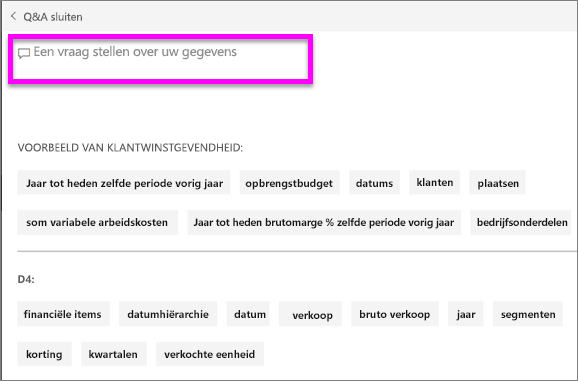 Q&A sluiten
Een vraag stellen over uw gegevens
VOORBEELD VAN KLANTWINSTGEVENDHEID:
Jaar tot heden zelfde periode vorig jaar opbrengstbudget datums klanten plaatsen
som variabele arbeidskosten Jaar tot heden brutomarge % zelfde periode vorig jaar bedrijfsonderdelen
D4:
financiële items datumhiërarchie datum verkoop bruto verkoop jaar segmenten
korting kwartalen verkochte eenheid